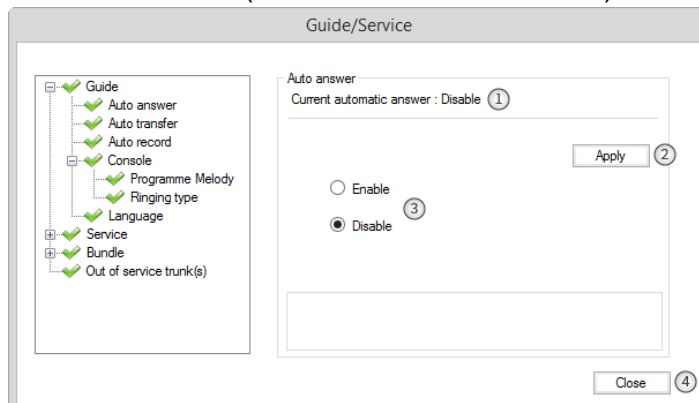 Guide/Service
Guide
Auto answer
Auto transfer
Auto record
Console
Programme Melody
Ringing type
Language
Service
Bundle
Out of service trunk(s)
Auto answer
Current automatic answer : Disable 1
Apply 2
Enable
3
Disable
Close 4